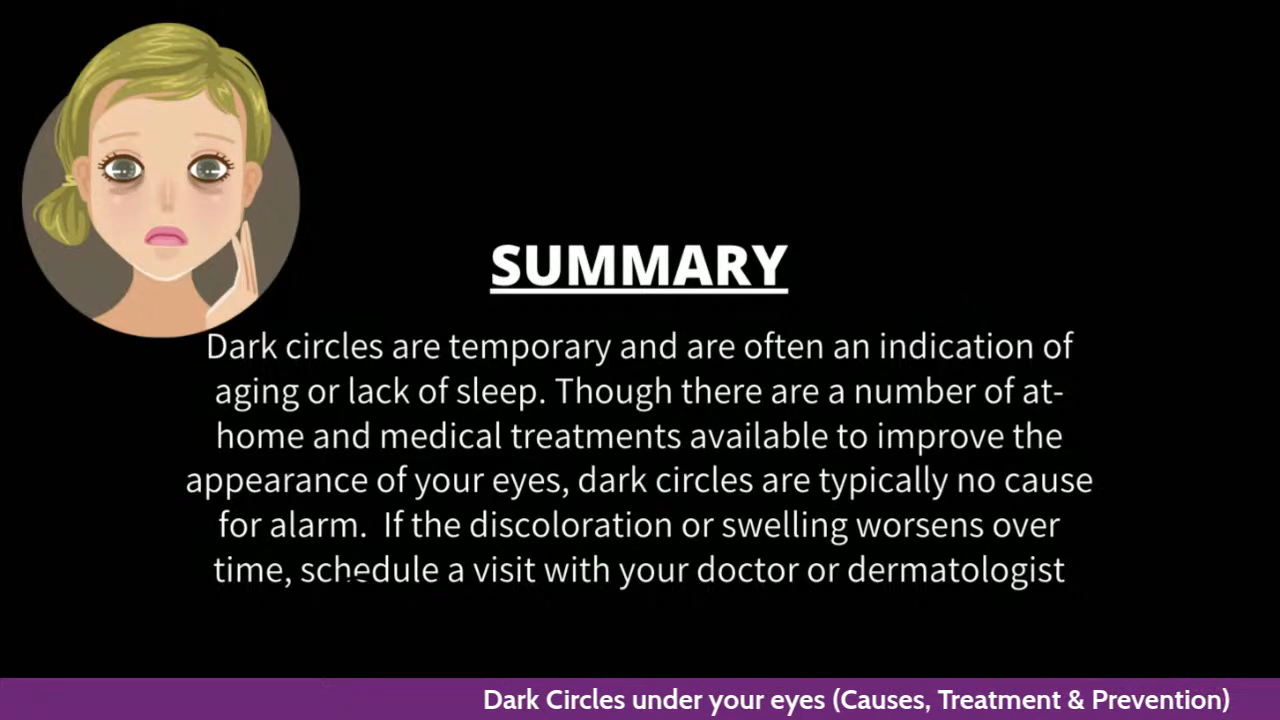 SUMMARY
Dark circles are temporary and are often an indication of
aging or lack of sleep. Though there are a number of at-
home and medical treatments available to improve the
appearance of your eyes, dark circles are typically no cause
for alarm.  If the discoloration or swelling worsens over
time, schedule a visit with your doctor or dermatologist
Dark Circles under your eyes (Causes, Treatment & Prevention)